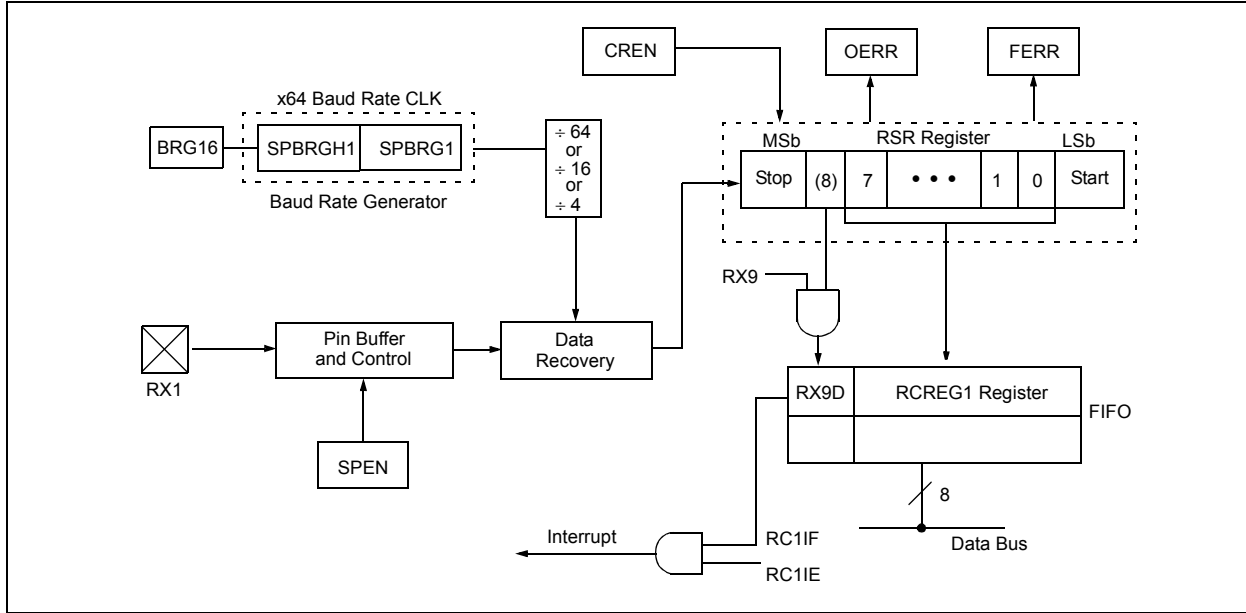 CREN
OERR
FERR
x64 Baud Rate CLK
BRG16
SPBRGH1
SPBRG1
Baud Rate Generator
÷ 64
or
÷ 16
or
÷ 4
MSb
RSR Register
LSb
Stop
(8)
7
• • •
1
0
Start
RX9
RX1
Pin Buffer
and Control
Data
Recovery
SPEN
RX9D
RCREG1 Register
FIFO
8
Data Bus
Interrupt
RC1IF
RC1IE